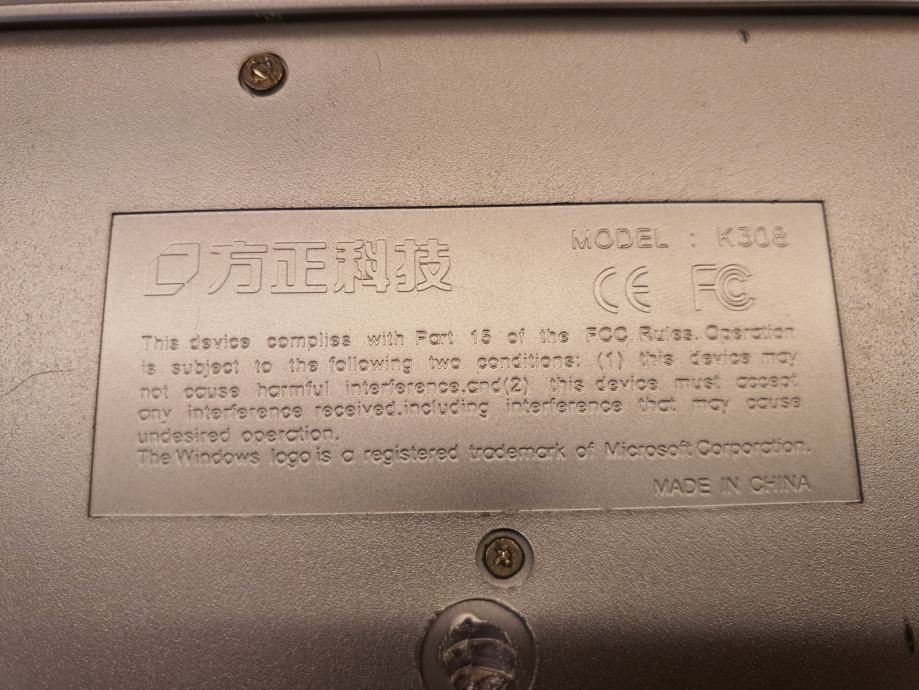 方正科技
MODEL : K308
CE FC
This device complies with Part 15 of the FCC Rules. Operation
is subject to the following two conditions: (1) this device may
not cause harmful interference,and(2) this device must accept
any interference received,including interference that may cause
undesired operation.
The Windows logo is a registered trademark of Microsoft Corporation.
MADE IN CHINA